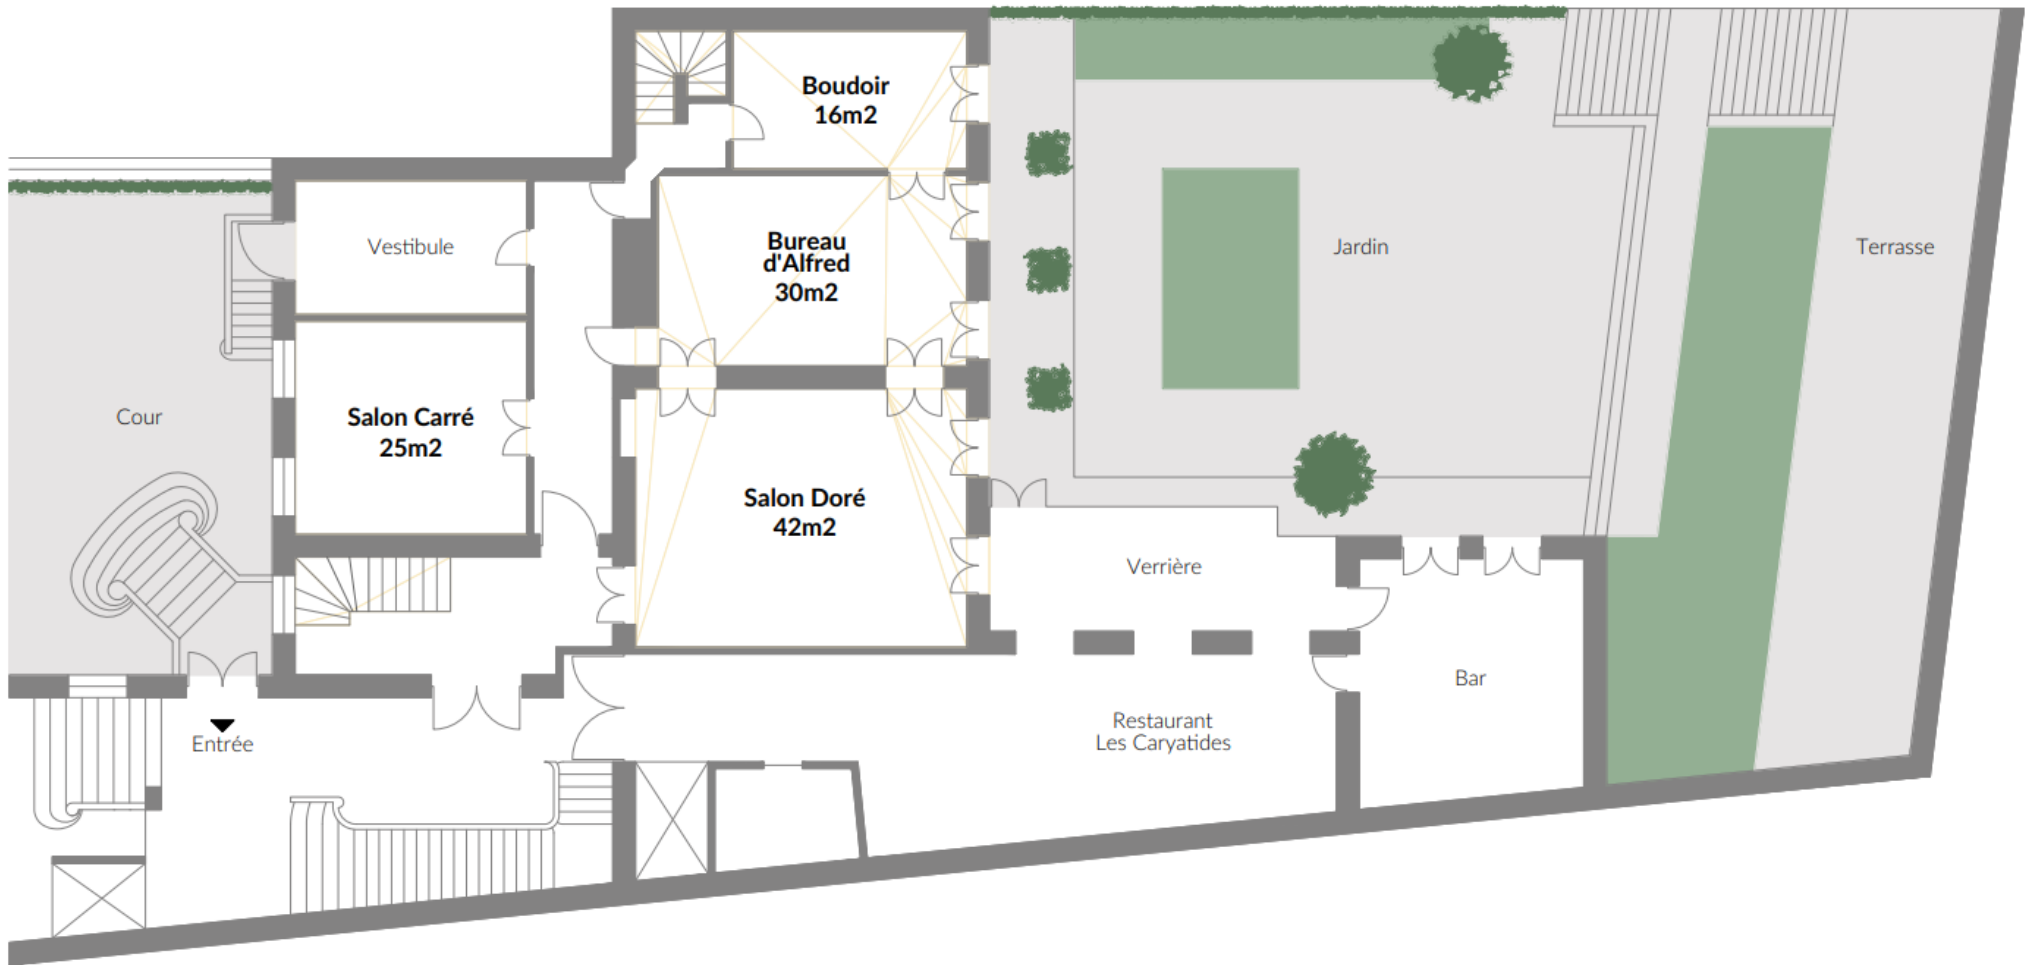 Boudoir
16m2
Vestibule
Bureau
d'Alfred
30m2
Jardin
Terrasse
Cour
Salon Carré
25m2
Salon Doré
42m2
Verrière
Bar
Entrée
Restaurant
Les Caryatides